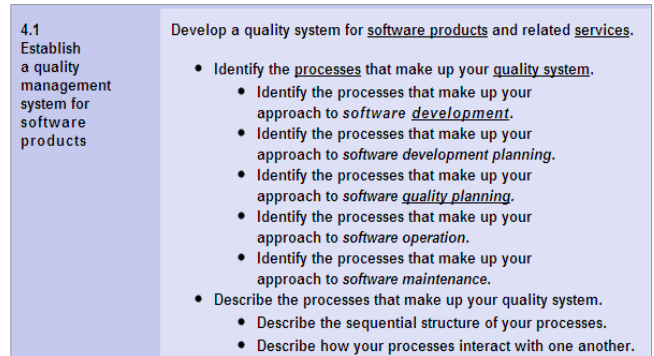 4.1
Establish
a quality
management
system for
software
products
Develop a quality system for software products and related services.
• Identify the processes that make up your quality system.
• Identify the processes that make up your
approach to software development.
• Identify the processes that make up your
approach to software development planning.
• Identify the processes that make up your
approach to software quality planning.
• Identify the processes that make up your
approach to software operation.
• Identify the processes that make up your
approach to software maintenance.
• Describe the processes that make up your quality system.
• Describe the sequential structure of your processes.
• Describe how your processes interact with one another.